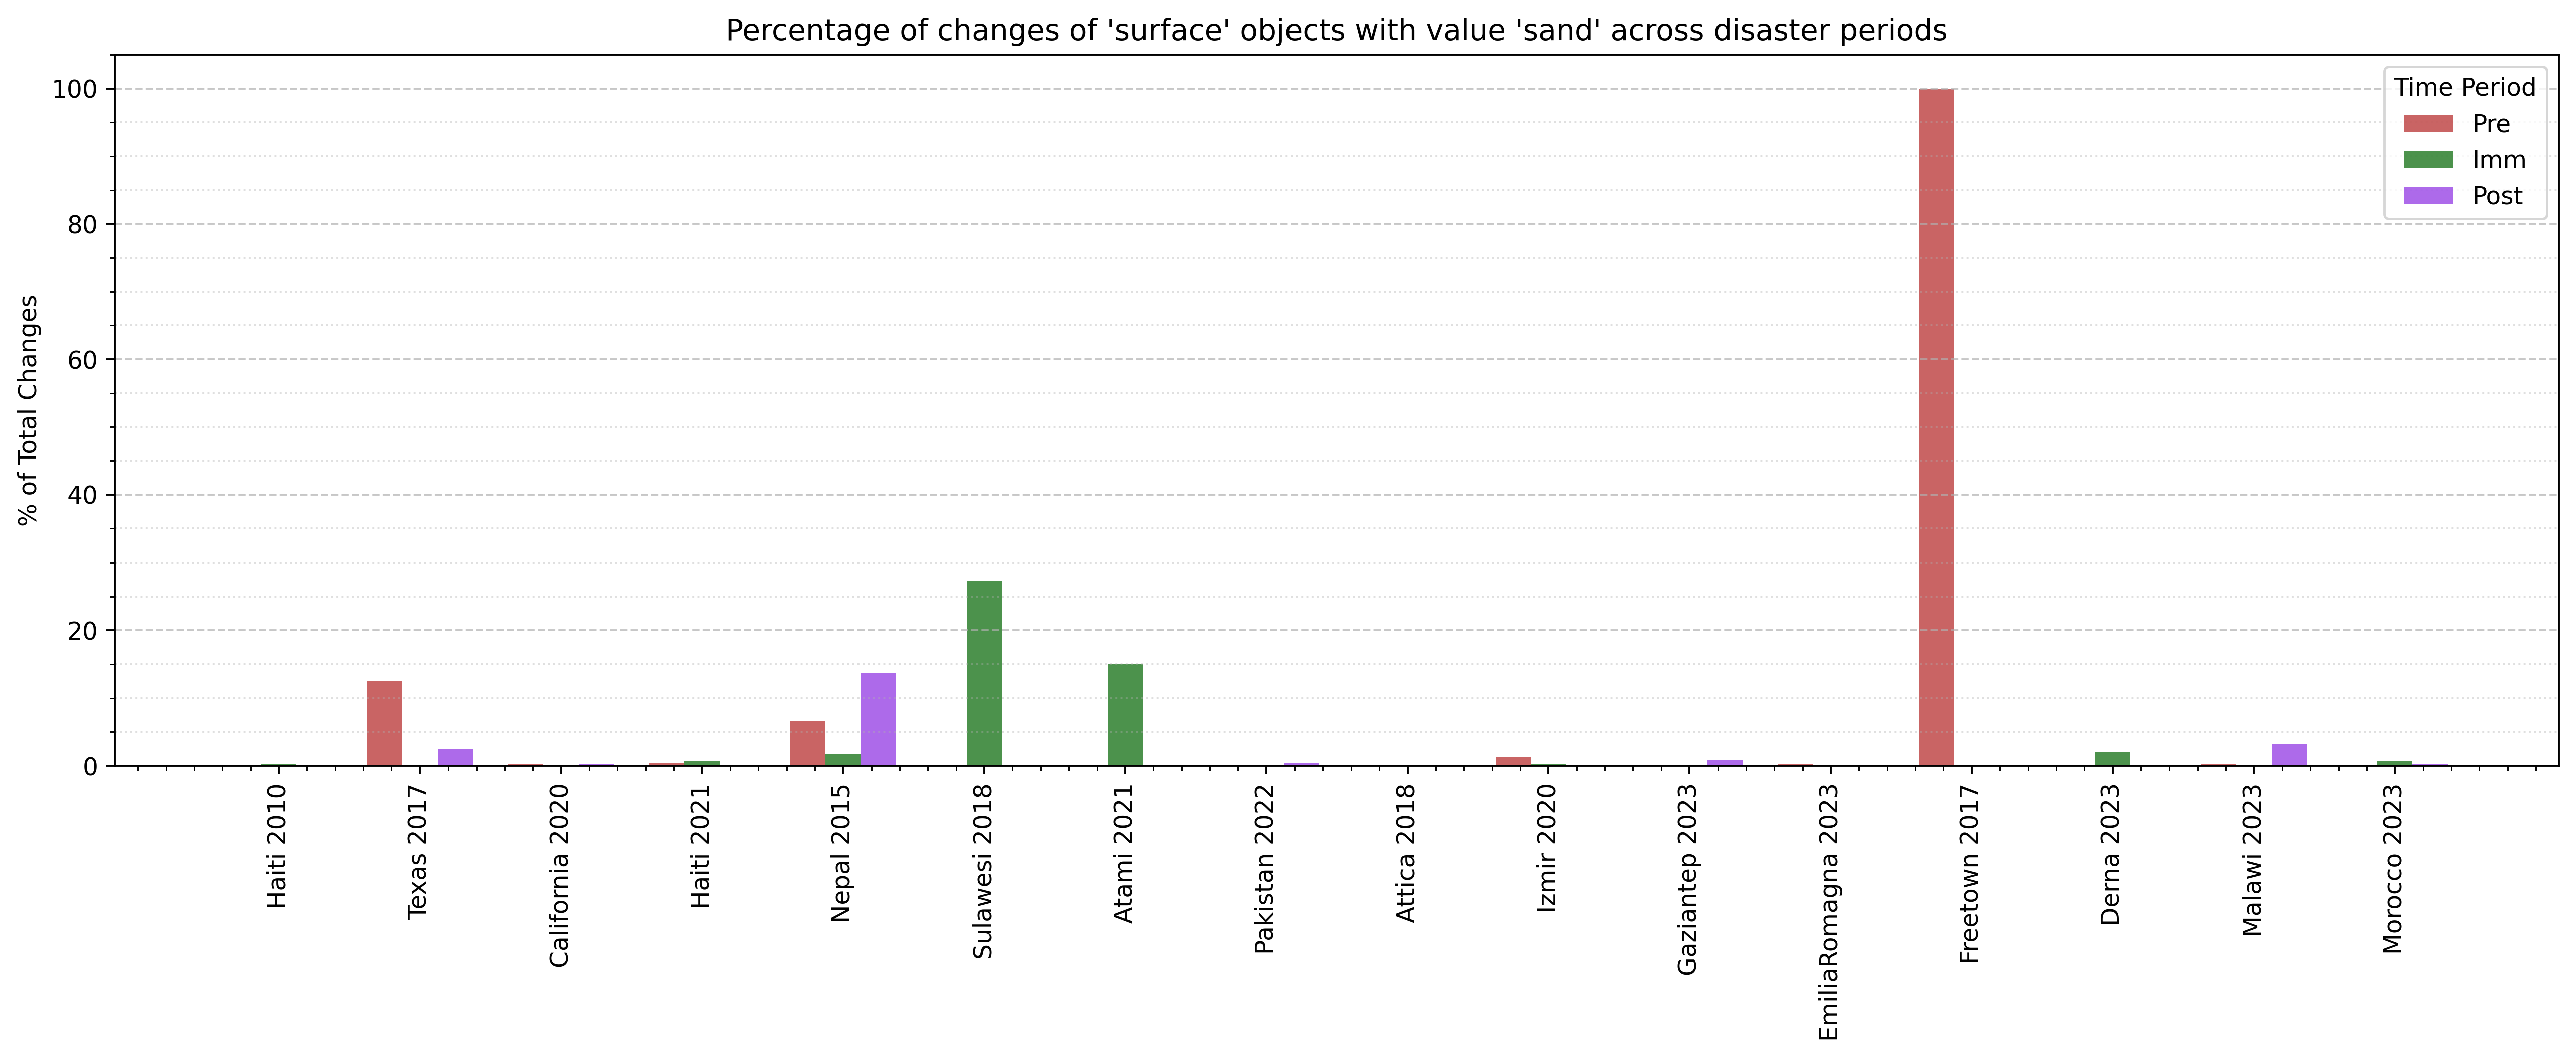 Percentage of changes of 'surface' objects with value 'sand' across disaster periods
% of Total Changes
100
80
60
40
20
0
Time Period
Pre
Imm
Post
Haiti 2010
Texas 2017
California 2020
Haiti 2021
Nepal 2015
Sulawesi 2018
Atami 2021
Pakistan 2022
Attica 2018
Izmir 2020
Gaziantep 2023
EmiliaRomagna 2023
Freetown 2017
Derna 2023
Malawi 2023
Morocco 2023